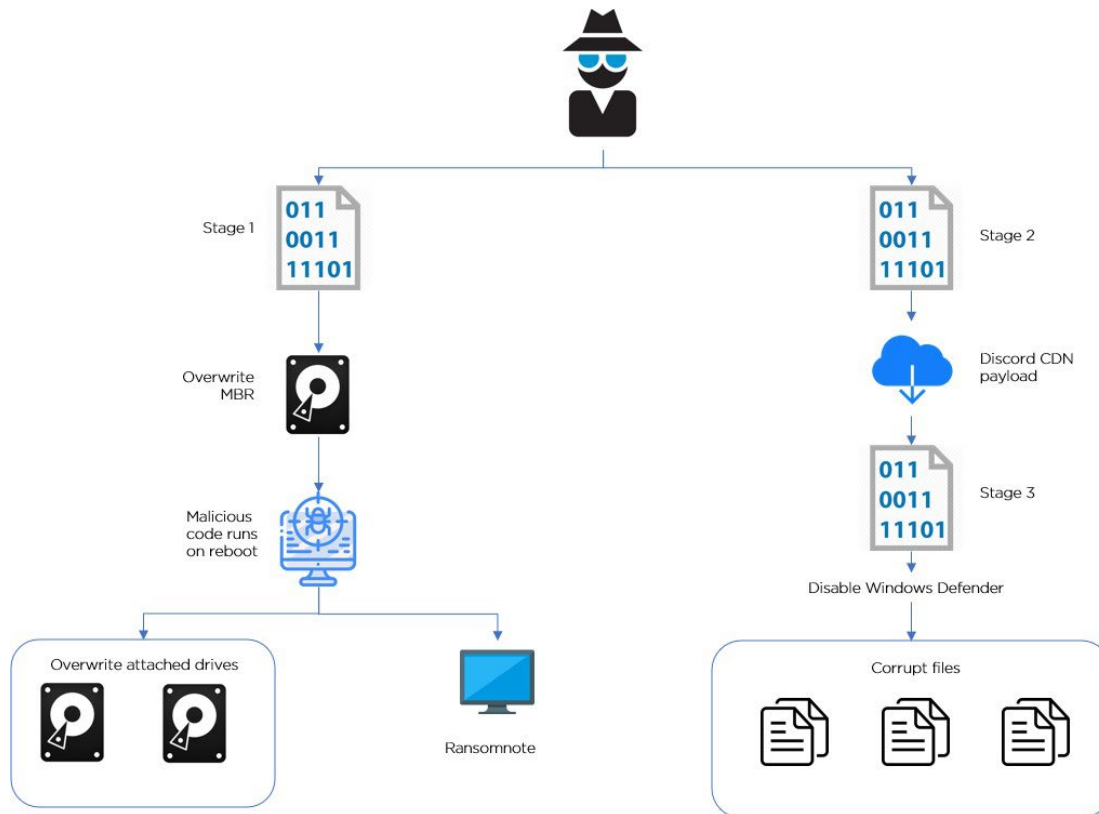 Stage 1
011
0011
11101
011
0011
11101
Stage 2
Overwrite
MBR
Discord CDN
payload
011
0011
11101
Stage 3
Malicious
code runs
on reboot
Disable Windows Defender
Overwrite attached drives
Corrupt files
Ransomnote